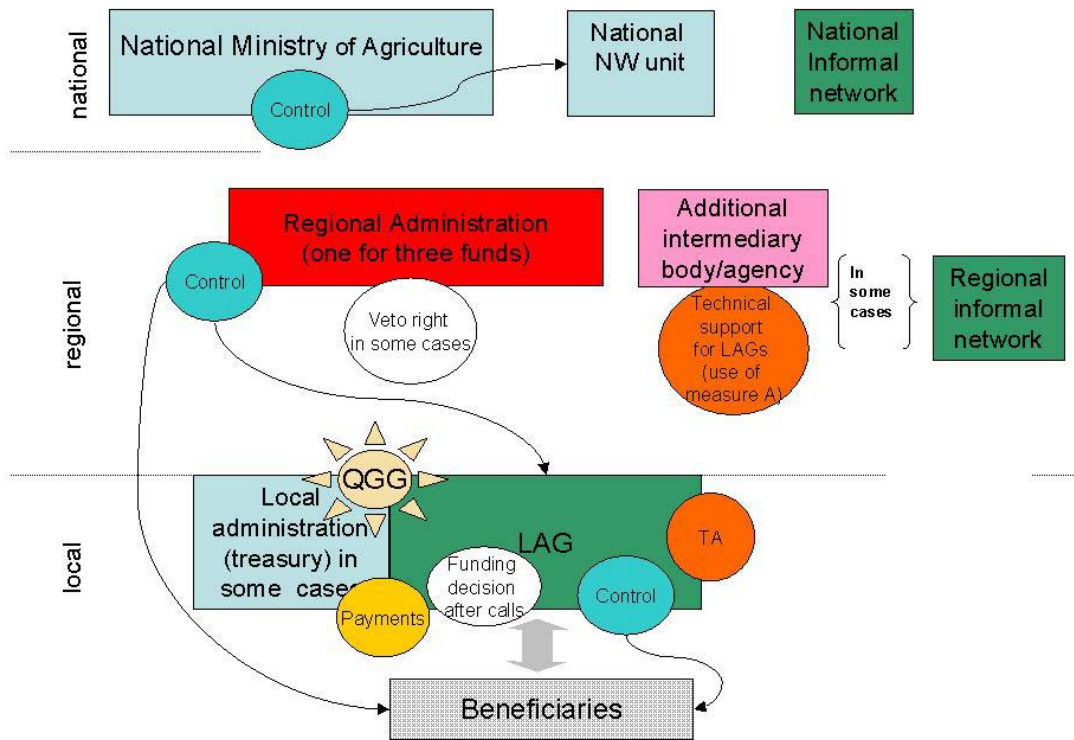 national
National Ministry of Agriculture
Control
National
NW unit
National
Informal
network
regional
Regional Administration
(one for three funds)
Control
Veto right
in some cases
Additional
intermediary
body/agency
Technical
support
for LAGs
(use of
measure A)
In
some
cases
Regional
informal
network
local
QGG
Local
administration
(treasury) in
some cases
LAG
TA
Funding
decision
after calls
Control
Payments
Beneficiaries